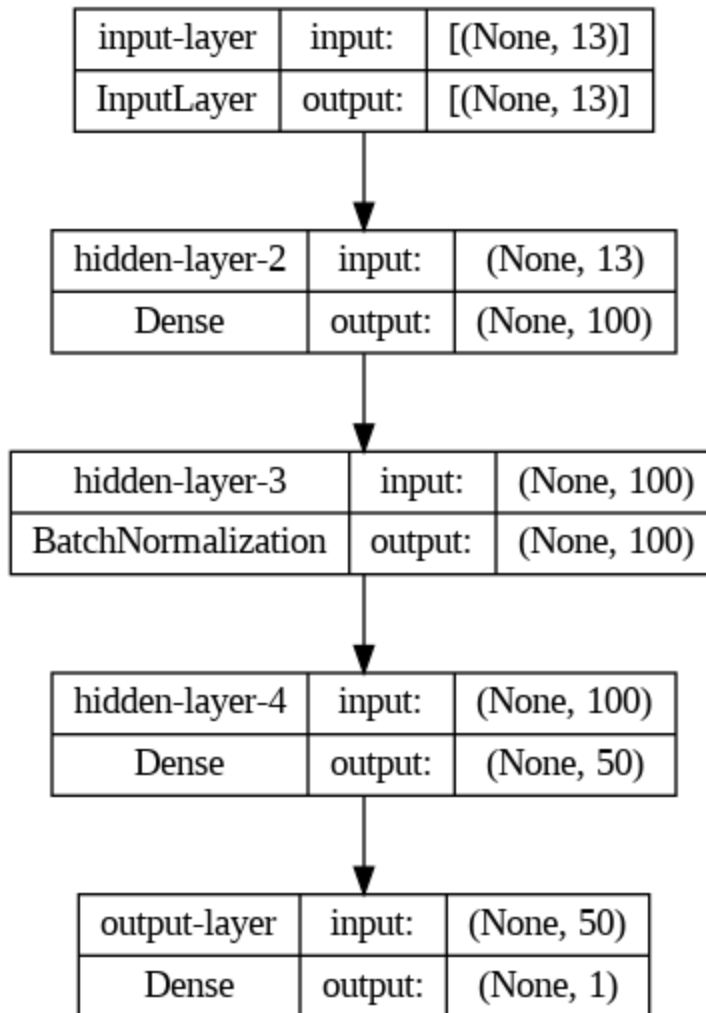 input-layer input: [(None, 13)]
InputLayer output: [(None, 13)]
hidden-layer-2 input: (None, 13)
Dense output: (None, 100)
hidden-layer-3 input: (None, 100)
BatchNormalization output: (None, 100)
hidden-layer-4 input: (None, 100)
Dense output: (None, 50)
output-layer input: (None, 50)
Dense output: (None, 1)